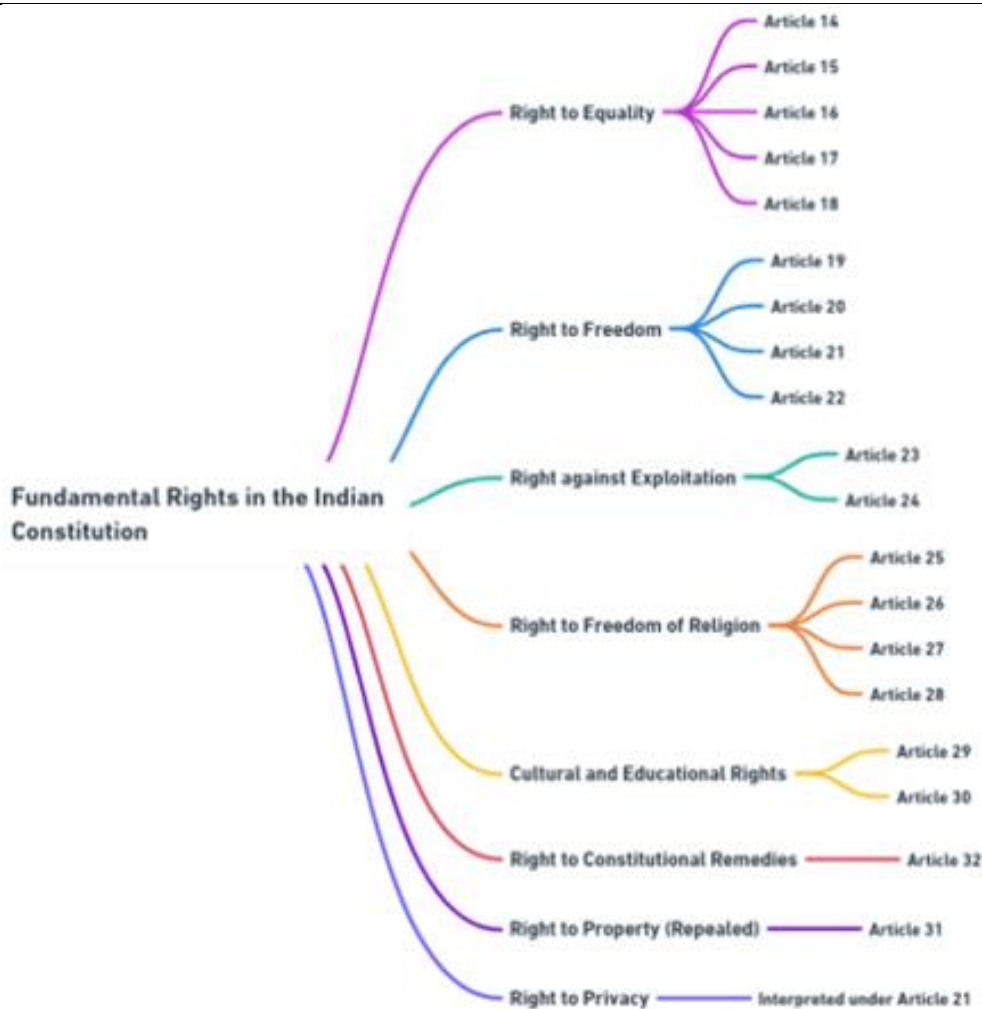 Fundamental Rights in the Indian
Constitution
Right to Equality
Article 14
Article 15
Article 16
Article 17
Article 18
Right to Freedom
Article 19
Article 20
Article 21
Article 22
Right against Exploitation
Article 23
Article 24
Right to Freedom of Religion
Article 25
Article 26
Article 27
Article 28
Cultural and Educational Rights
Article 29
Article 30
Right to Constitutional Remedies
Article 32
Right to Property (Repealed)
Article 31
Right to Privacy
Interpreted under Article 21